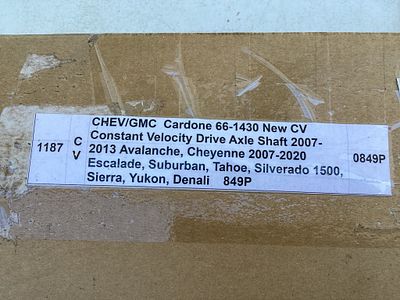 CHEV/GMC Cardone 66-1430 New CV
Constant Velocity Drive Axle Shaft 2007-
2013 Avalanche, Cheyenne 2007-2020
Escalade, Suburban, Tahoe, Silverado 1500,
Sierra, Yukon, Denali 849P
1187
C
V
0849P